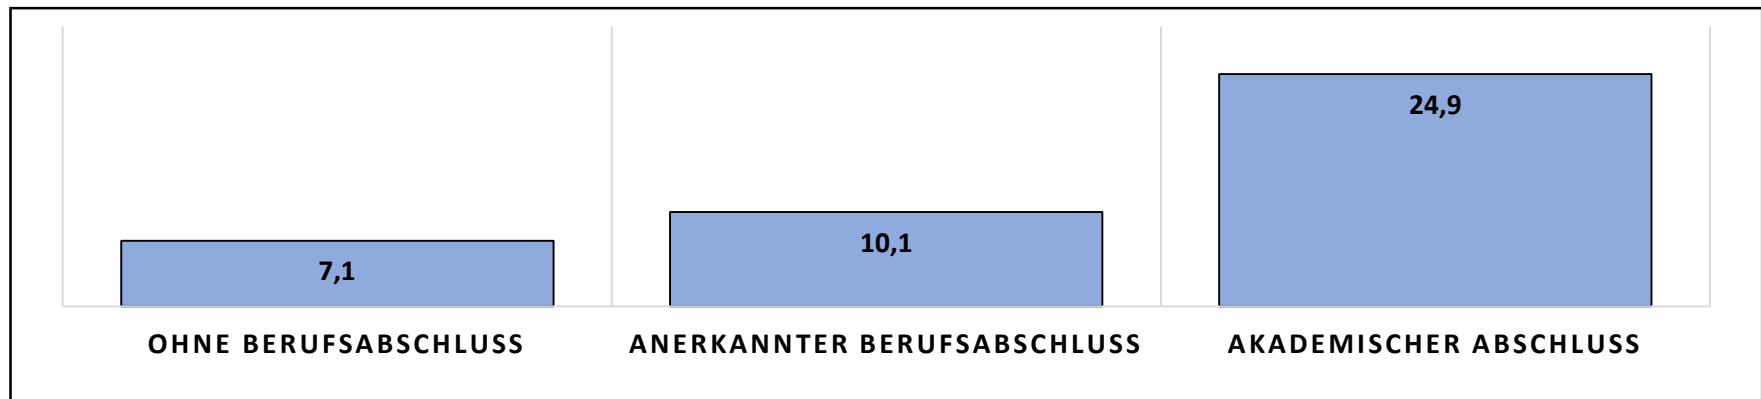 24,9
10,1
7,1
OHNE BERUFSABSCHLUSS ANERKANNTER BERUFSABSCHLUSS AKADEMISCHER ABSCHLUSS